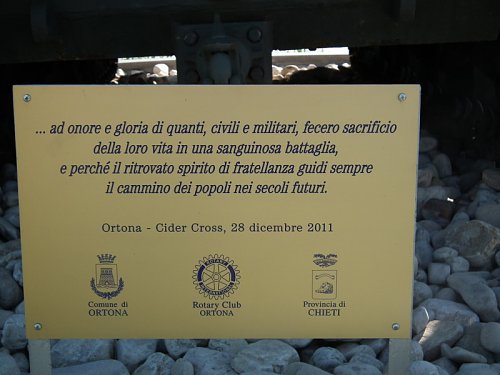 ... ad onore e gloria di quanti, civili e militari, fecero sacrificio
della loro vita in una sanguinosa battaglia,
e perché il ritrovato spirito di fratellanza guidi sempre
il cammino dei popoli nei secoli futuri.
Ortona - Cider Cross, 28 dicembre 2011
Comune di
ORTONA
ROTARY
INTERNATIONAL
Rotary Club
ORTONA
Provincia di
CHIETI